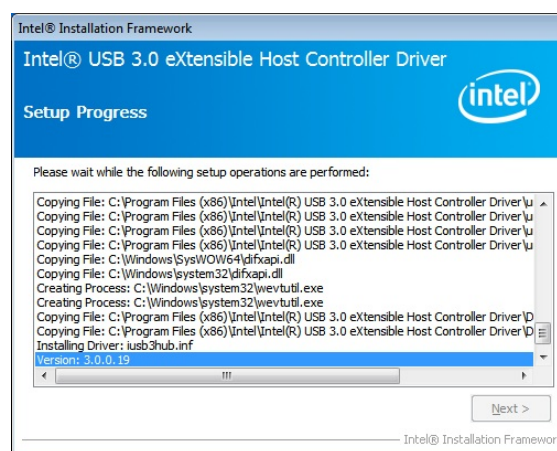 Intel® Installation Framework
Intel® USB 3.0 eXtensible Host Controller Driver
intel
Setup Progress
Please wait while the following setup operations are performed:
Copying File: C:\Program Files (x86)\Intel\Intel(R) USB 3.0 eXtensible Host Controller Driver\u
Copying File: C:\Program Files (x86)\Intel\Intel(R) USB 3.0 eXtensible Host Controller Driver\u
Copying File: C:\Program Files (x86)\Intel\Intel(R) USB 3.0 eXtensible Host Controller Driver\u
Copying File: C:\Program Files (x86)\Intel\Intel(R) USB 3.0 eXtensible Host Controller Driver\u
Copying File: C:\Windows\SysWOW64\difxapi.dll
Copying File: C:\Windows\system32\difxapi.dll
Creating Process: C:\Windows\system32\wevtutil.exe
Creating Process: C:\Windows\system32\wevtutil.exe
Copying File: C:\Program Files (x86)\Intel\Intel(R) USB 3.0 eXtensible Host Controller Driver\D
Copying File: C:\Program Files (x86)\Intel\Intel(R) USB 3.0 eXtensible Host Controller Driver\D
Installing Driver: iusb3hub.inf
Version: 3.0.0.19
Next >
Intel® Installation Framewor